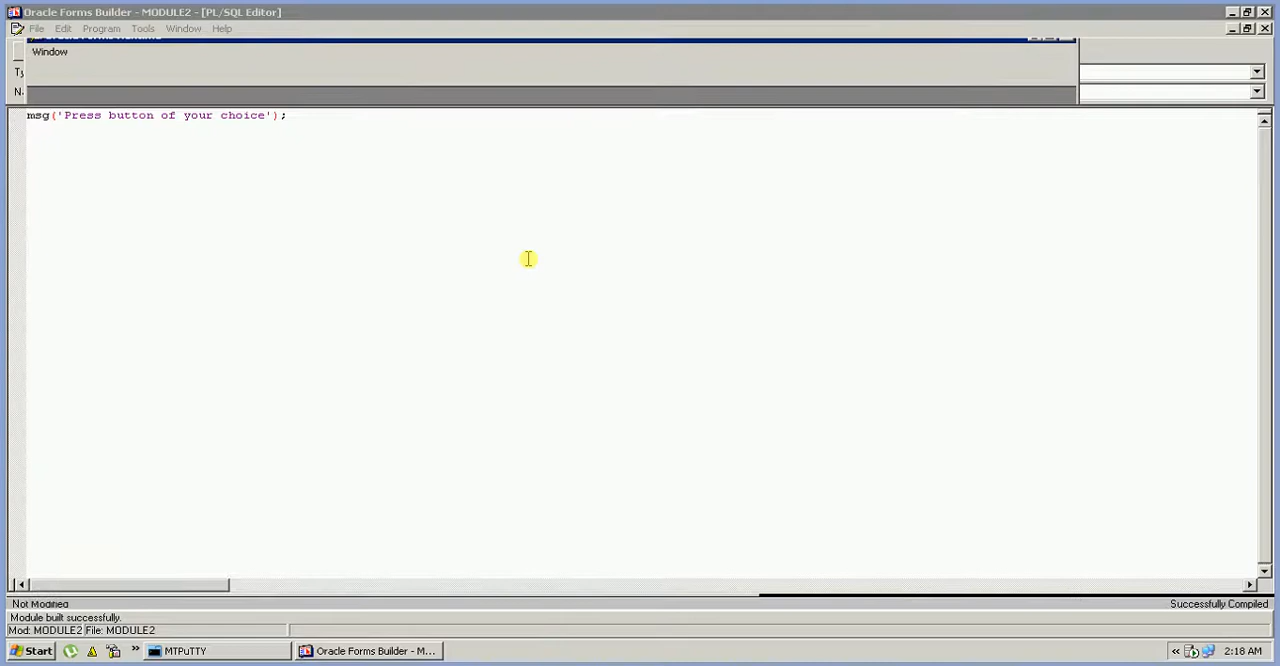 Oracle Forms Builder - MODULE2 - [PL/SQL Editor]
File Edit Program Tools Window Help
Window
Ty
N.
msg('Press button of your choice');
Not Modified Successfully Compiled
Module built successfully.
Mod: MODULE2 File: MODULE2
Start » MTPuTTY Oracle Forms Builder - M... « 2:18 AM